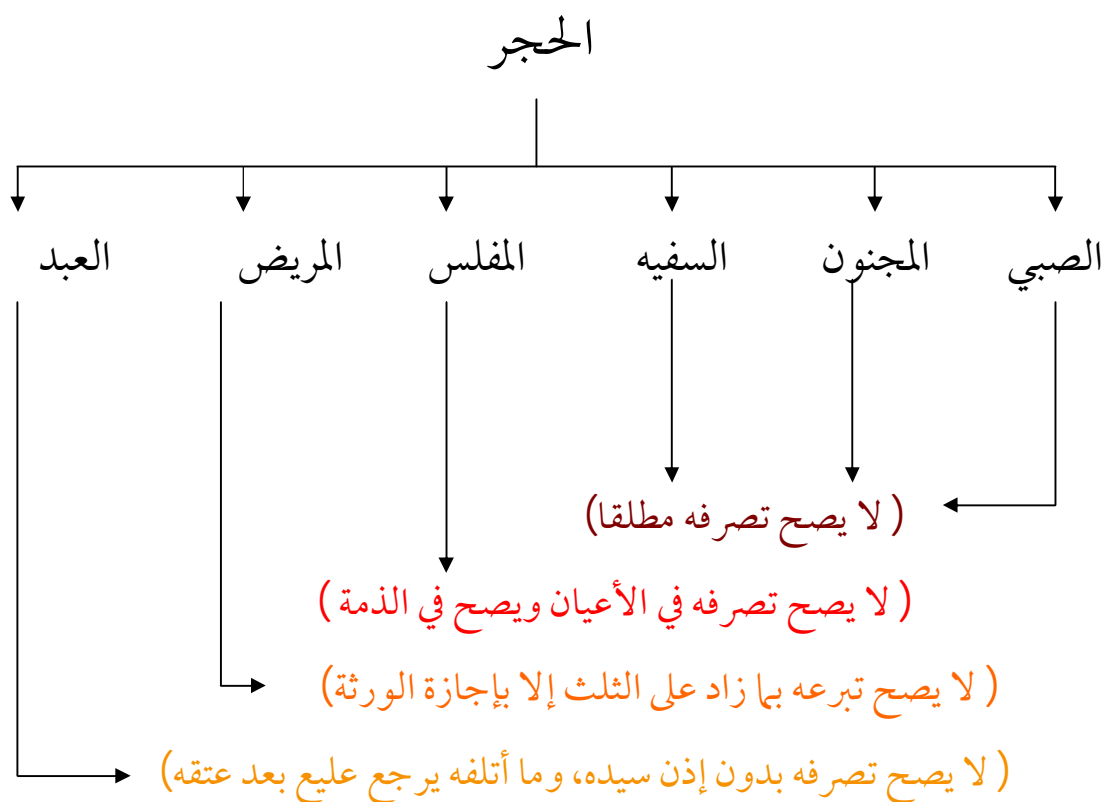 الحجر
الصبي المجنون السفيه المفلس المريض العبد
( لا يصح تصرفه مطلقا)
( لا يصح تصرفه في الأعيان ويصح في الذمة )
( لا يصح تبرعه بما زاد على الثلث إلا بإجازة الورثة)
( لا يصح تصرفه بدون إذن سيده، وما أتلفه يرجع عليع بعد عتقه)